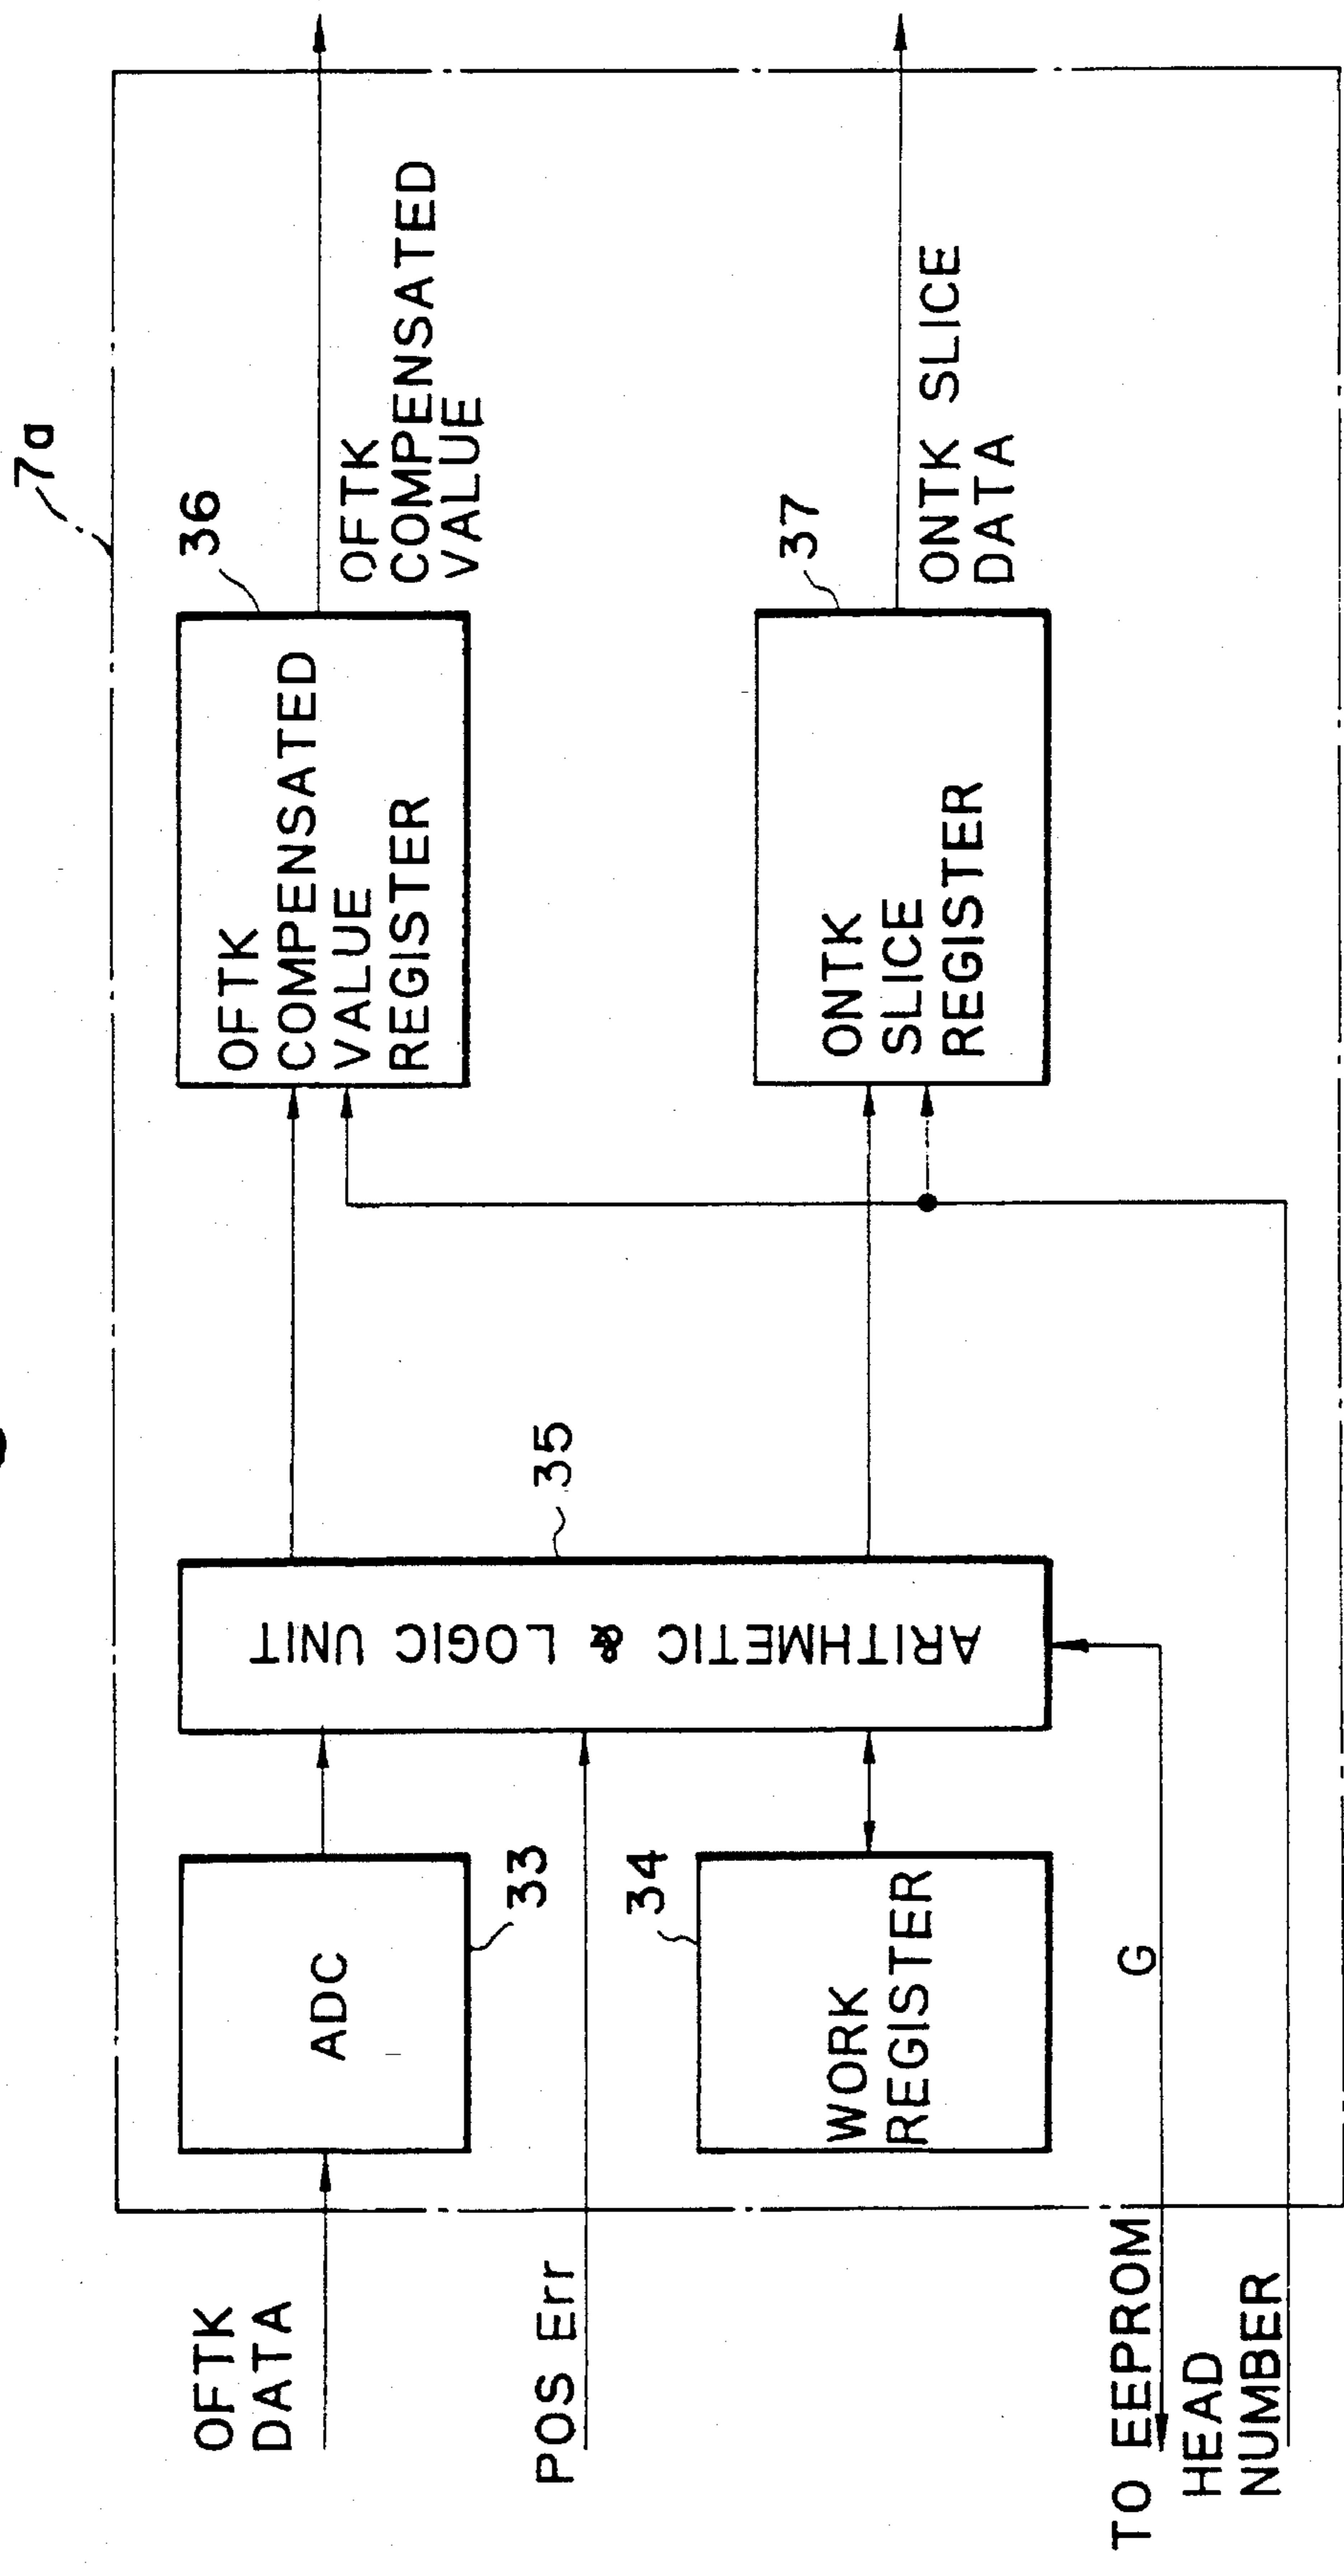 7a
OFTK
DATA
ADC
33
POS Err
34
WORK
REGISTER
ARITHMETIC & LOGIC UNIT
35
OFTK
COMPENSATED
VALUE
REGISTER
36
OFTK
COMPENSATED
VALUE
ONTK
SLICE
REGISTER
37
ONTK SLICE
DATA
G
TO EEPROM
HEAD
NUMBER